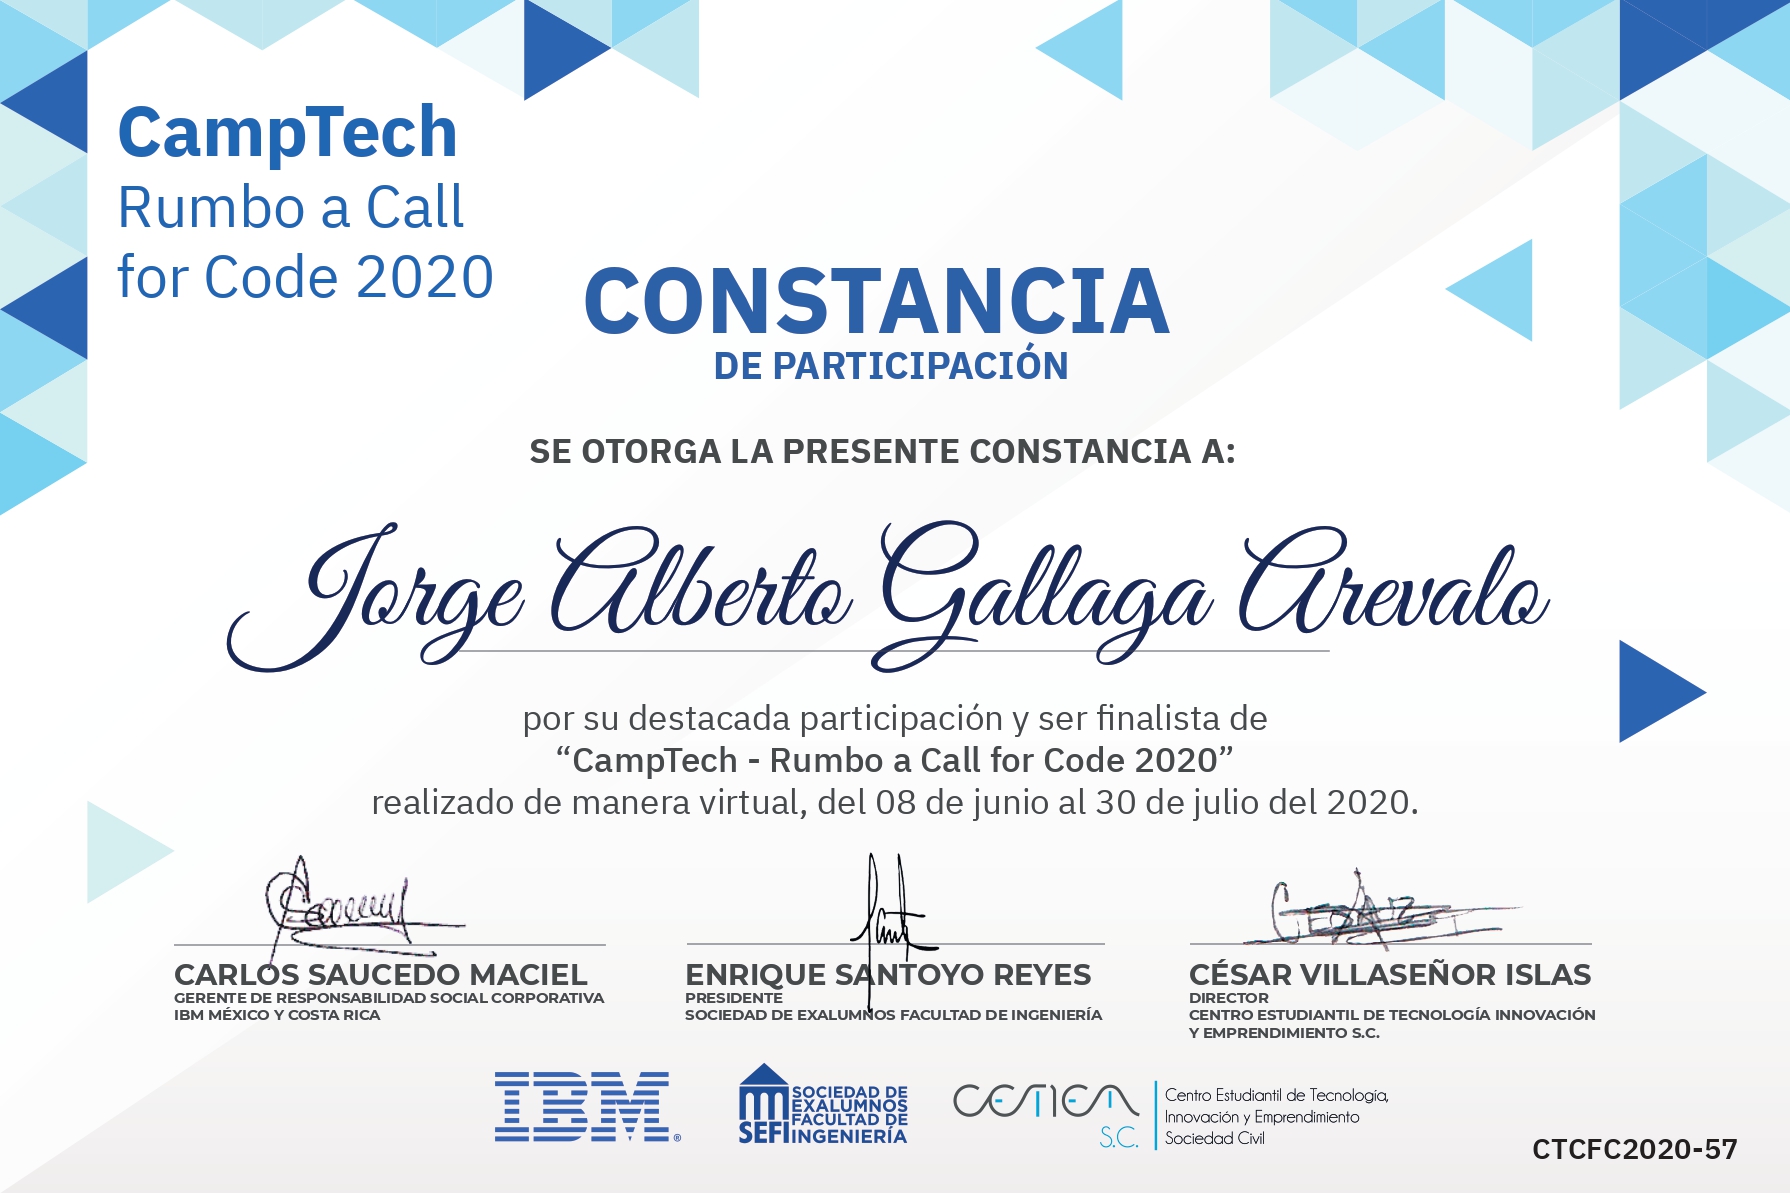 CampTech
Rumbo a Call
for Code 2020
CONSTANCIA
DE PARTICIPACIÓN
SE OTORGA LA PRESENTE CONSTANCIA A:
Jorge Alberto Gallaga Arevalo
por su destacada participación y ser finalista de
“CampTech - Rumbo a Call for Code 2020”
realizado de manera virtual, del 08 de junio al 30 de julio del 2020.
CARLOS SAUCEDO MACIEL
GERENTE DE RESPONSABILIDAD SOCIAL CORPORATIVA
IBM MÉXICO Y COSTA RICA
ENRIQUE SANTOYO REYES
PRESIDENTE
SOCIEDAD DE EXALUMNOS FACULTAD DE INGENIERÍA
CÉSAR VILLASEÑOR ISLAS
DIRECTOR
CENTRO ESTUDIANTIL DE TECNOLOGÍA INNOVACIÓN
Y EMPRENDIMIENTO S.C.
IBM®
SEFI
SOCIEDAD DE
EXALUMNOS
FACULTAD DE
INGENIERÍA
S.C.
Centro Estudiantil de Tecnología,
Innovación y Emprendimiento
Sociedad Civil
CTCFC2020-57